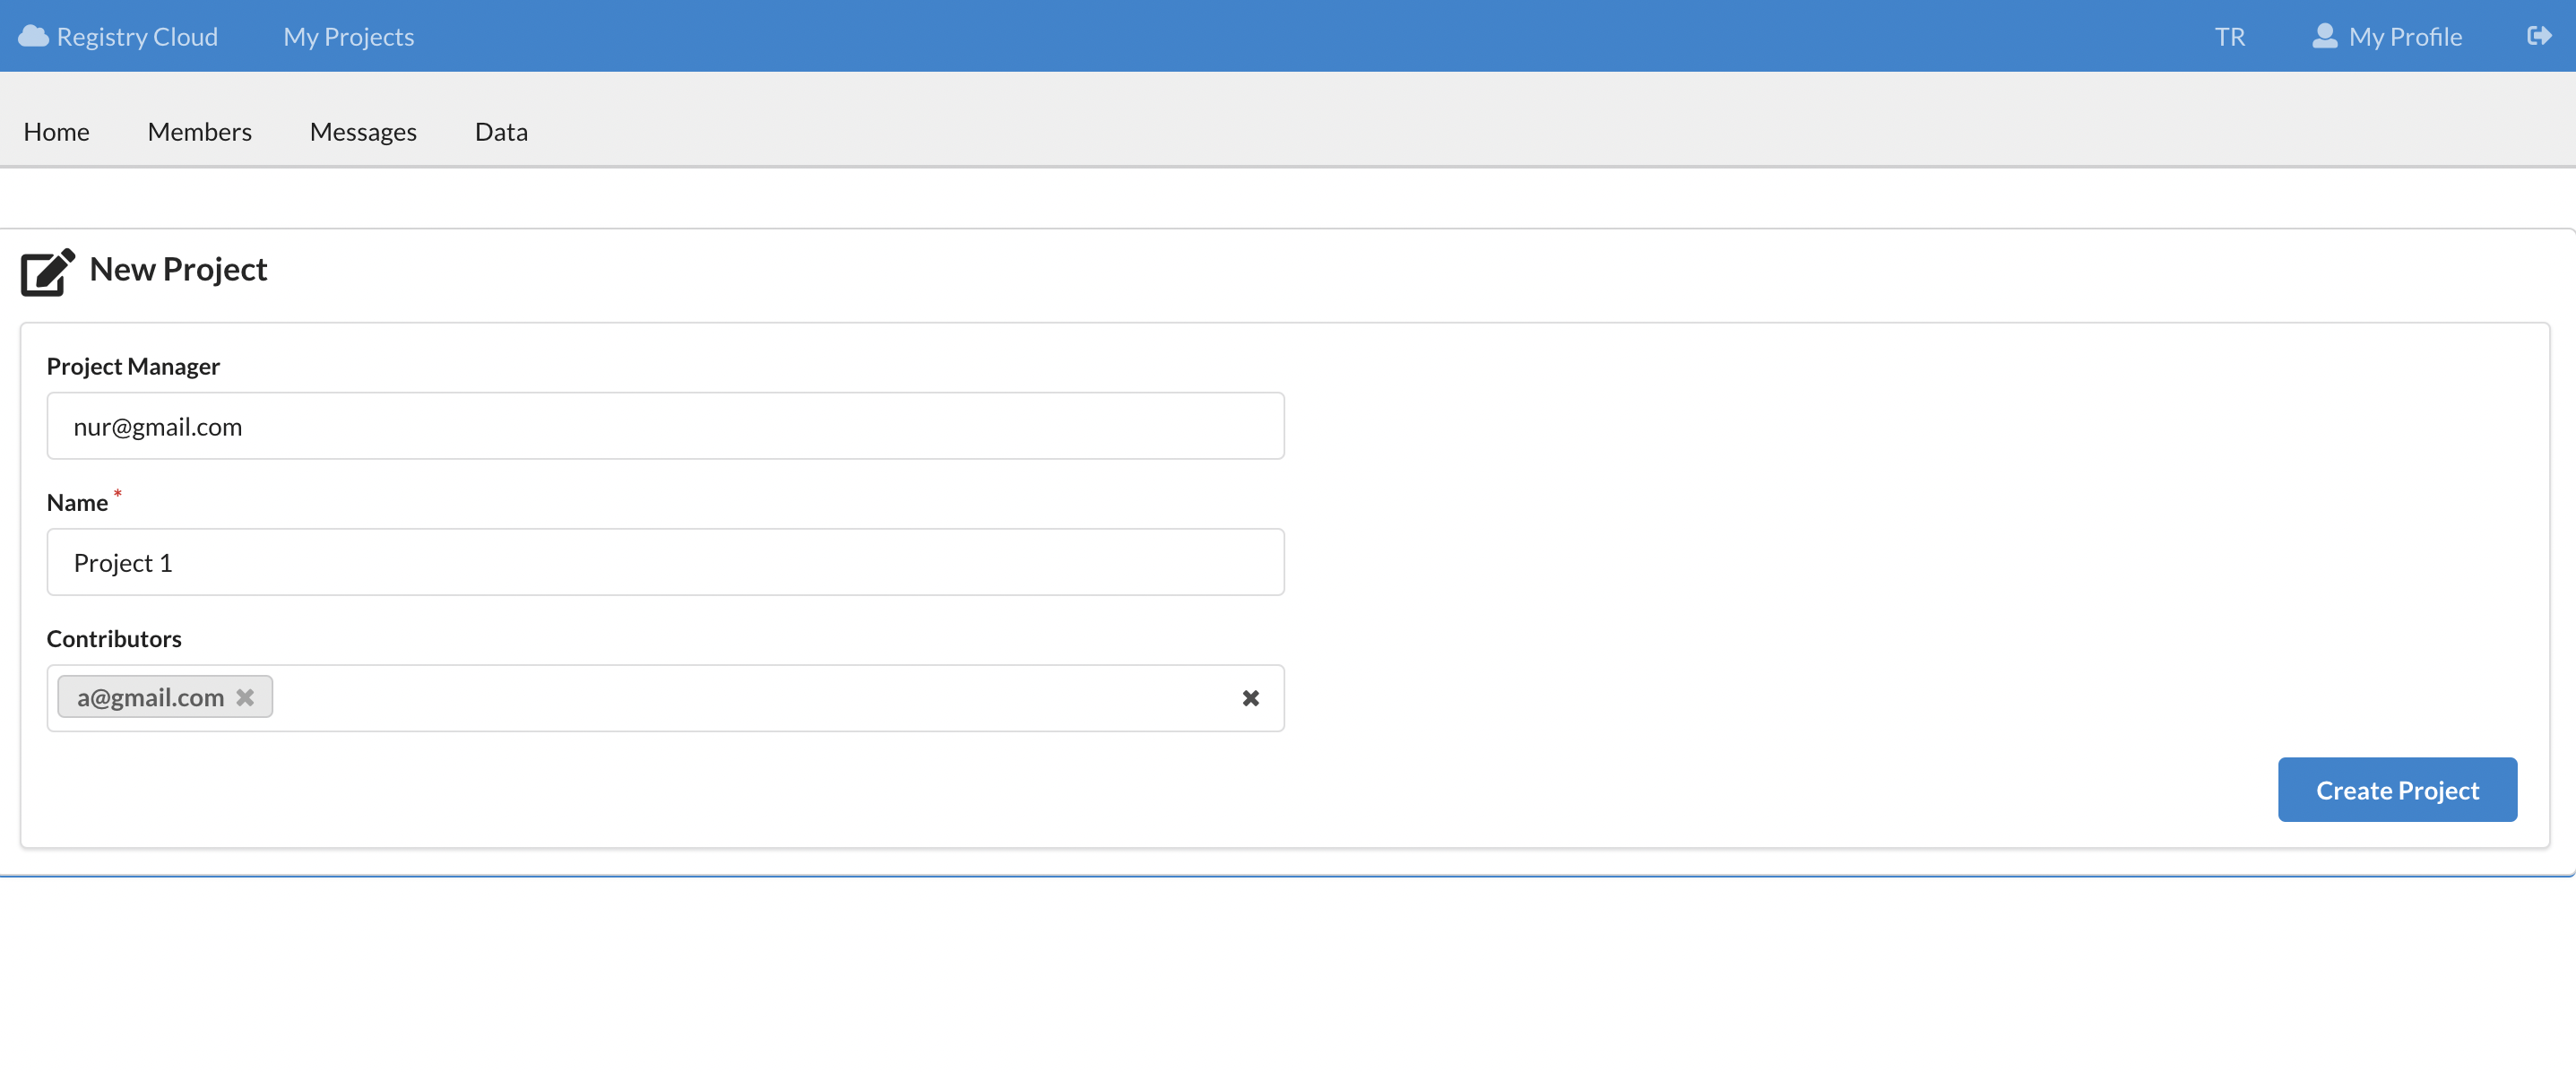 Registry Cloud My Projects TR My Profile
Home Members Messages Data
New Project
Project Manager
nur@gmail.com
Name *
Project 1
Contributors
a@gmail.com
Create Project